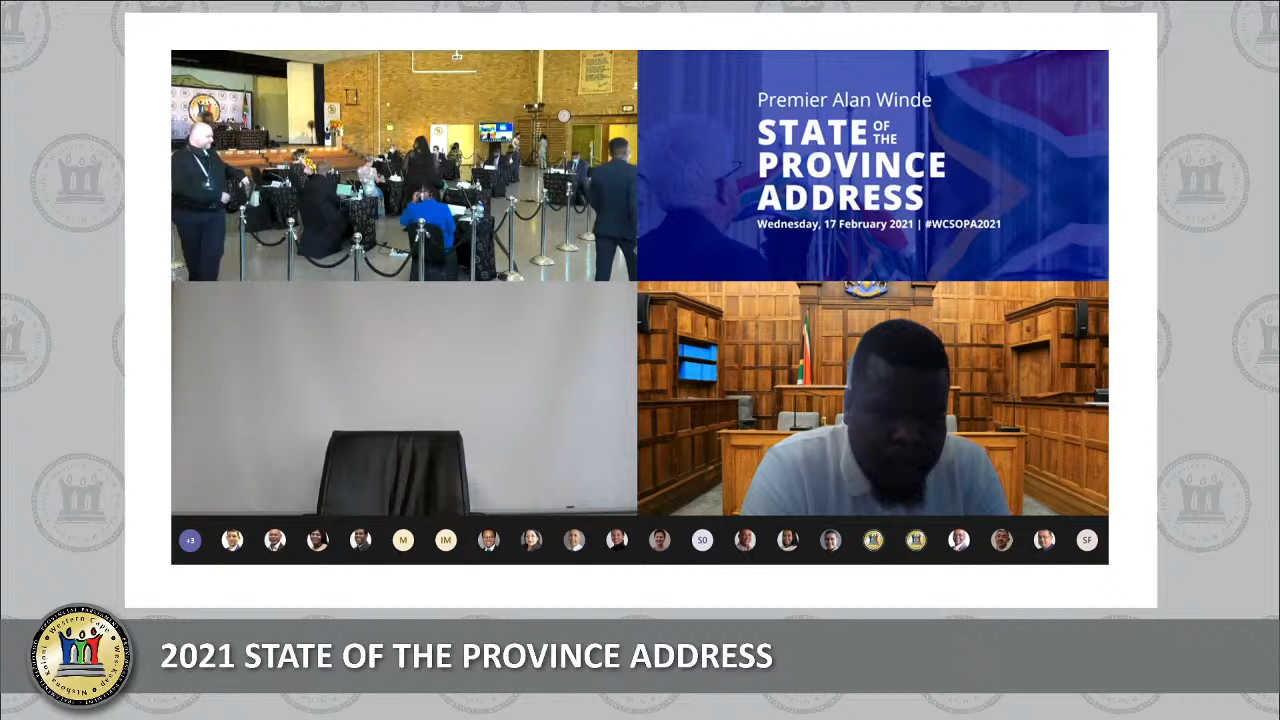 Premier Alan Winde
STATE OF THE
PROVINCE
ADDRESS
Wednesday, 17 February 2021 | #WCSOPA2021
+3
M
IM
SO
SF
2021 STATE OF THE PROVINCE ADDRESS
Western Cape